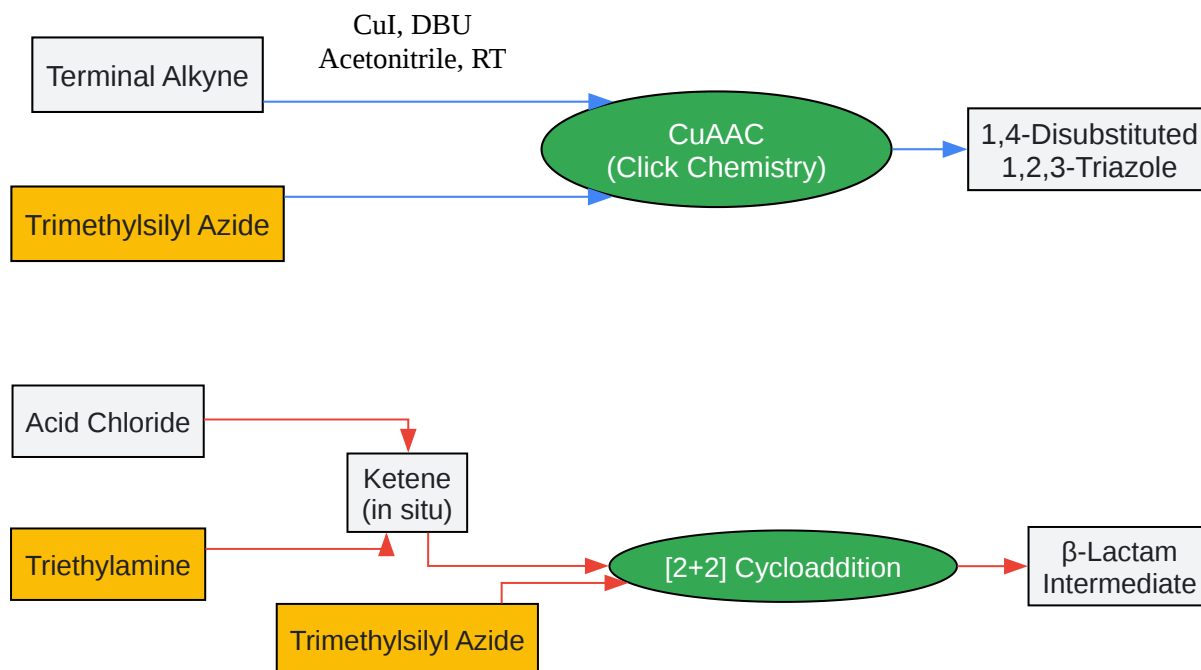 CuI, DBU
Acetonitrile, RT
Terminal Alkyne
CuAAC
(Click Chemistry)
1,4-Disubstituted
1,2,3-Triazole
Trimethylsilyl Azide
Acid Chloride
Ketene
(in situ)
Triethylamine
[2+2] Cycloaddition
β-Lactam
Intermediate
Trimethylsilyl Azide